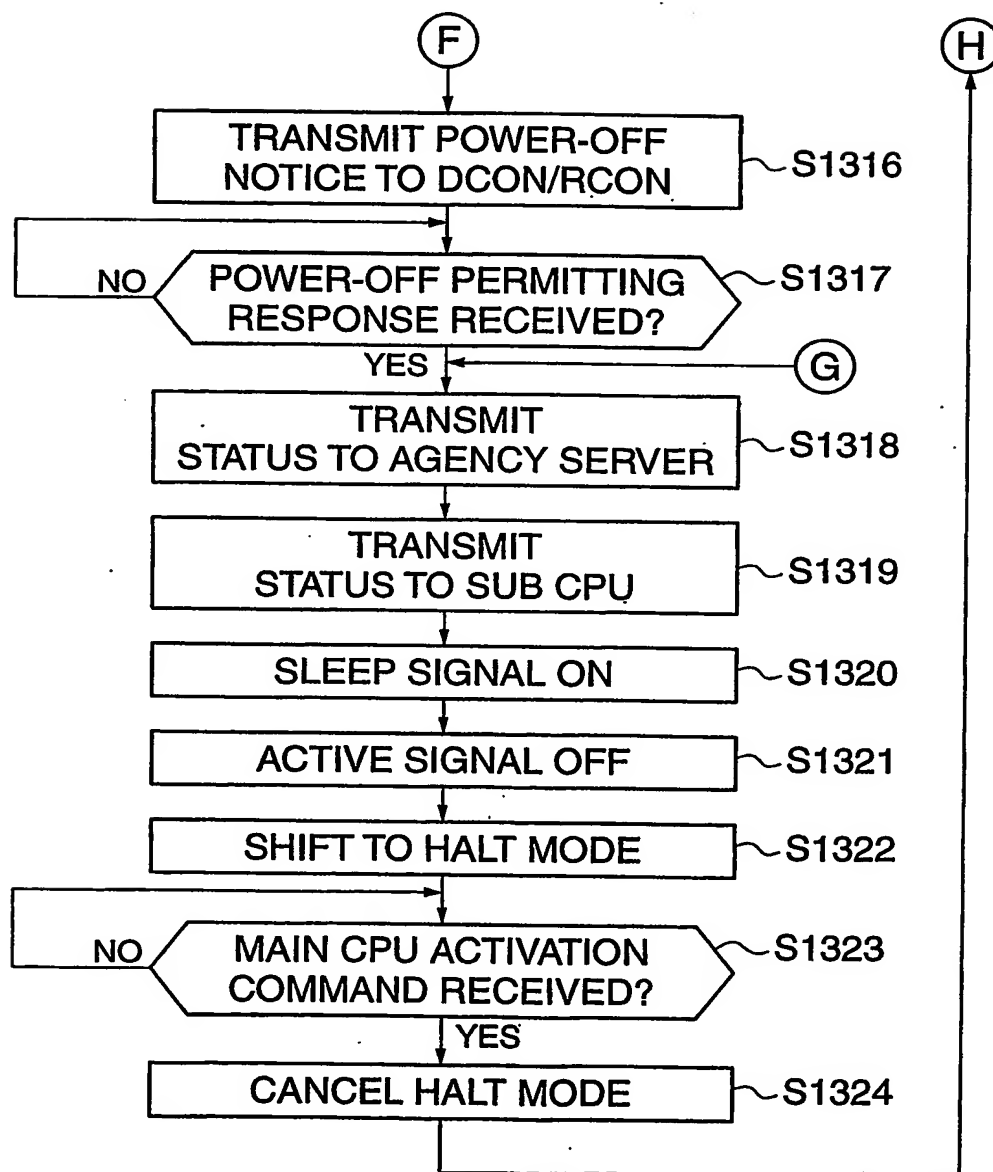 F
H
TRANSMIT POWER-OFF
NOTICE TO DCON/RCON
S1316
POWER-OFF PERMITTING
RESPONSE RECEIVED?
S1317
NO
YES
G
TRANSMIT
STATUS TO AGENCY SERVER
S1318
TRANSMIT
STATUS TO SUB CPU
S1319
SLEEP SIGNAL ON
S1320
ACTIVE SIGNAL OFF
S1321
SHIFT TO HALT MODE
S1322
MAIN CPU ACTIVATION
COMMAND RECEIVED?
S1323
NO
YES
CANCEL HALT MODE
S1324